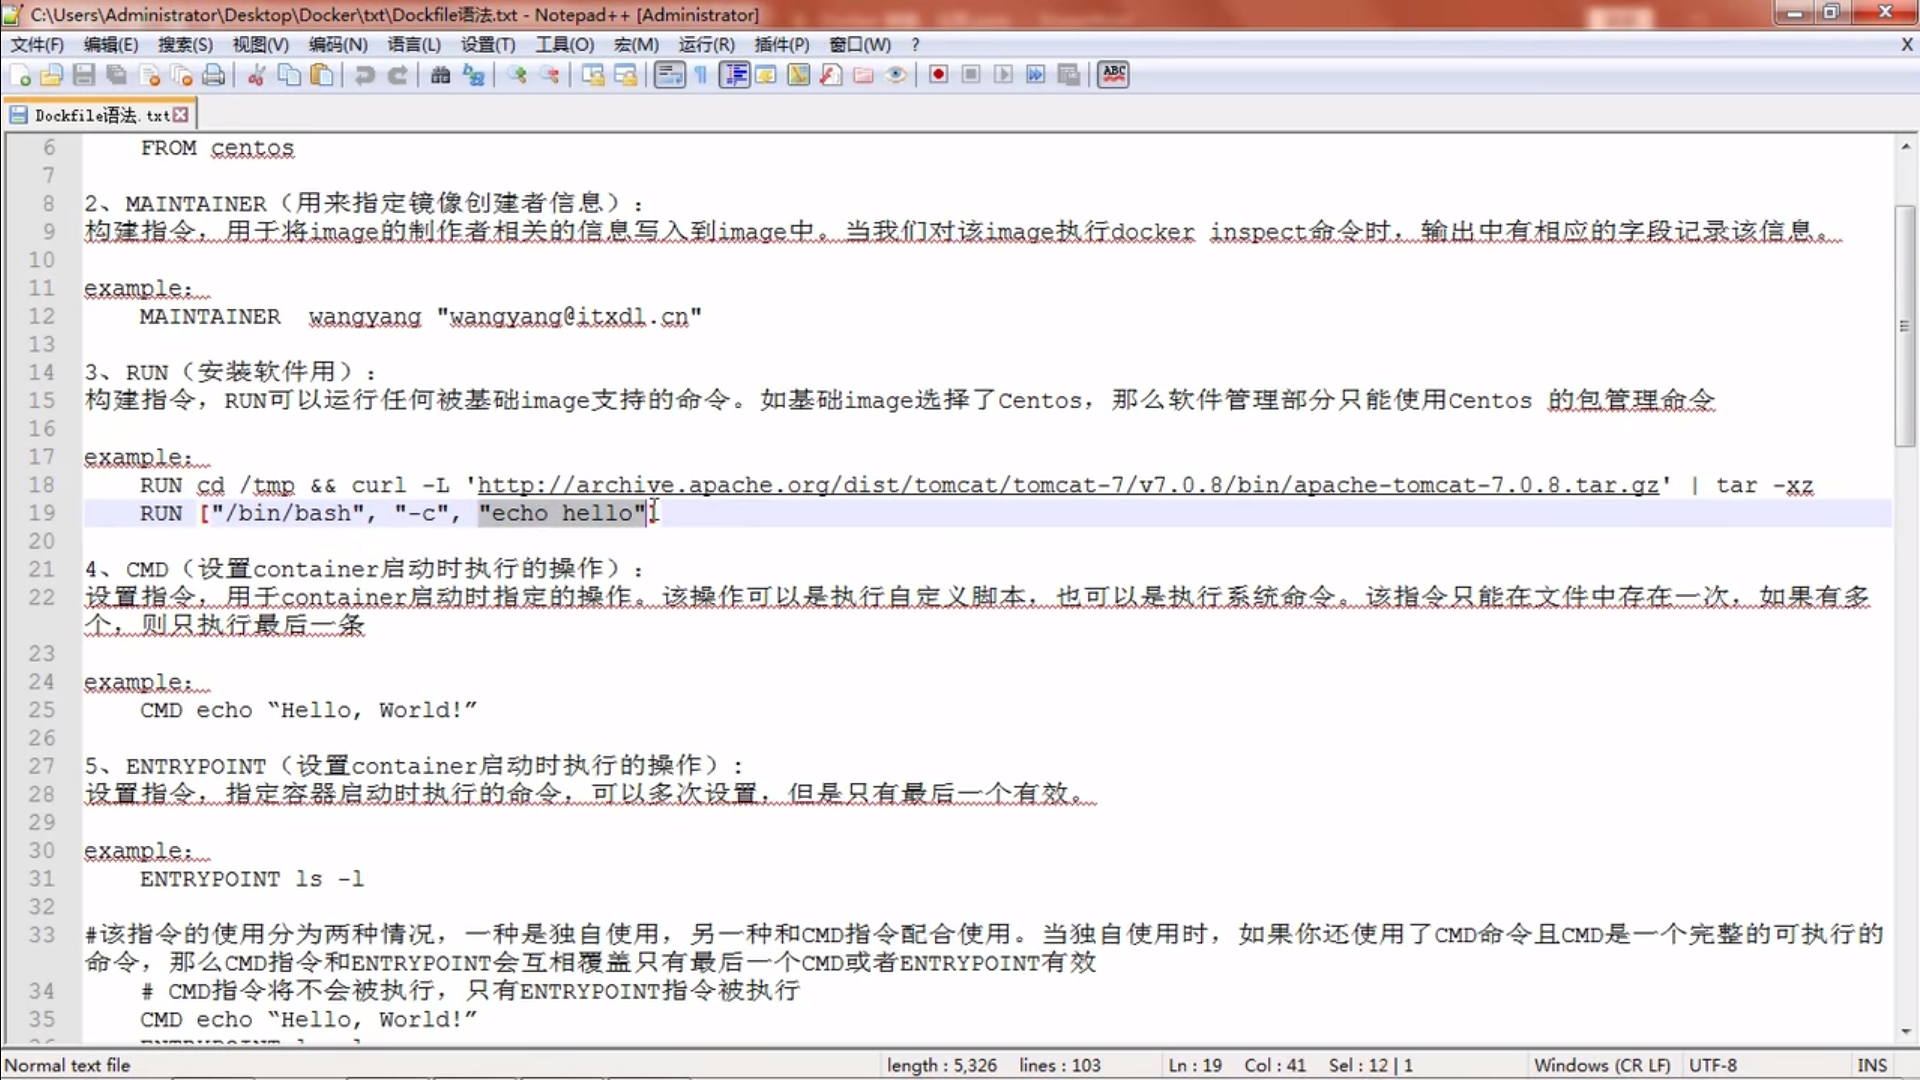 C:\Users\Administrator\Desktop\Docker\txt\Dockfile语法.txt - Notepad++ [Administrator]
文件(F) 编辑(E) 搜索(S) 视图(V) 编码(N) 语言(L) 设置(T) 工具(O) 宏(M) 运行(R) 插件(P) 窗口(W) ? X
ABC
Dockfile语法.txt
6 FROM centos
7
8 2、MAINTAINER（用来指定镜像创建者信息）：
9 构建指令，用于将image的制作者相关的信息写入到image中。当我们对该image执行docker inspect命令时，输出中有相应的字段记录该信息。
10
11 example：
12 MAINTAINER  wangyang "wangyang@itxdl.cn"
13
14 3、RUN（安装软件用）：
15 构建指令，RUN可以运行任何被基础image支持的命令。如基础image选择了Centos，那么软件管理部分只能使用Centos 的包管理命令
16
17 example：
18 RUN cd /tmp && curl -L 'http://archive.apache.org/dist/tomcat/tomcat-7/v7.0.8/bin/apache-tomcat-7.0.8.tar.gz' | tar -xz
19 RUN ["/bin/bash", "-c", "echo hello"]
20
21 4、CMD（设置container启动时执行的操作）：
22 设置指令，用于container启动时指定的操作。该操作可以是执行自定义脚本，也可以是执行系统命令。该指令只能在文件中存在一次，如果有多
个，则只执行最后一条
23
24 example：
25 CMD echo “Hello, World!”
26
27 5、ENTRYPOINT（设置container启动时执行的操作）：
28 设置指令，指定容器启动时执行的命令，可以多次设置，但是只有最后一个有效。
29
30 example：
31 ENTRYPOINT ls -l
32
33 #该指令的使用分为两种情况，一种是独自使用，另一种和CMD指令配合使用。当独自使用时，如果你还使用了CMD命令且CMD是一个完整的可执行的
命令，那么CMD指令和ENTRYPOINT会互相覆盖只有最后一个CMD或者ENTRYPOINT有效
34 # CMD指令将不会被执行，只有ENTRYPOINT指令被执行
35 CMD echo “Hello, World!”
Normal text file length : 5,326 lines : 103 Ln : 19 Col : 41 Sel : 12 | 1 Windows (CR LF) UTF-8 INS